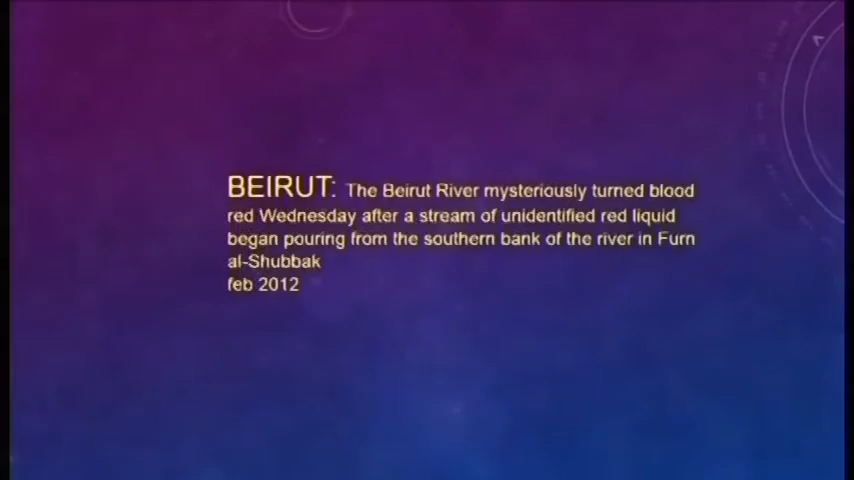 BEIRUT: The Beirut River mysteriously turned blood
red Wednesday after a stream of unidentified red liquid
began pouring from the southern bank of the river in Furn
al-Shubbak
feb 2012